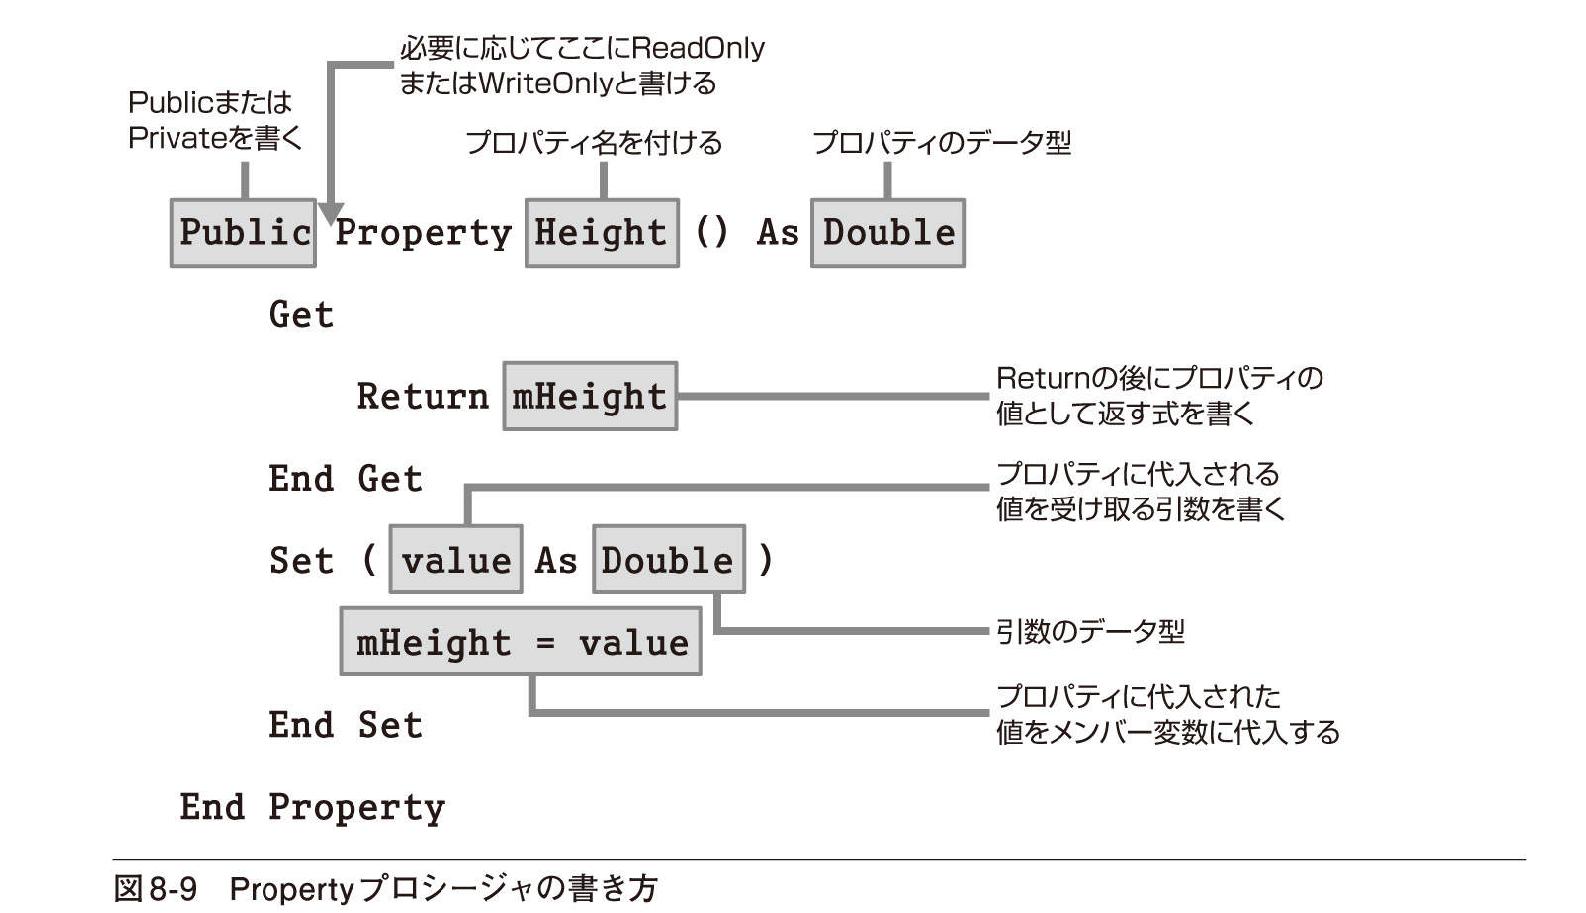 必要に応じてここにReadOnly
またはWriteOnlyと書ける
Publicまたは
Privateを書く
プロパティ名を付ける
プロパティのデータ型
Public Property Height () As Double
Get
Return mHeight
Returnの後にプロパティの
値として返す式を書く
End Get
プロパティに代入される
値を受け取る引数を書く
Set ( value As Double )
mHeight = value
引数のデータ型
プロパティに代入された
値をメンバー変数に代入する
End Set
End Property
図8-9 Propertyプロシージャの書き方